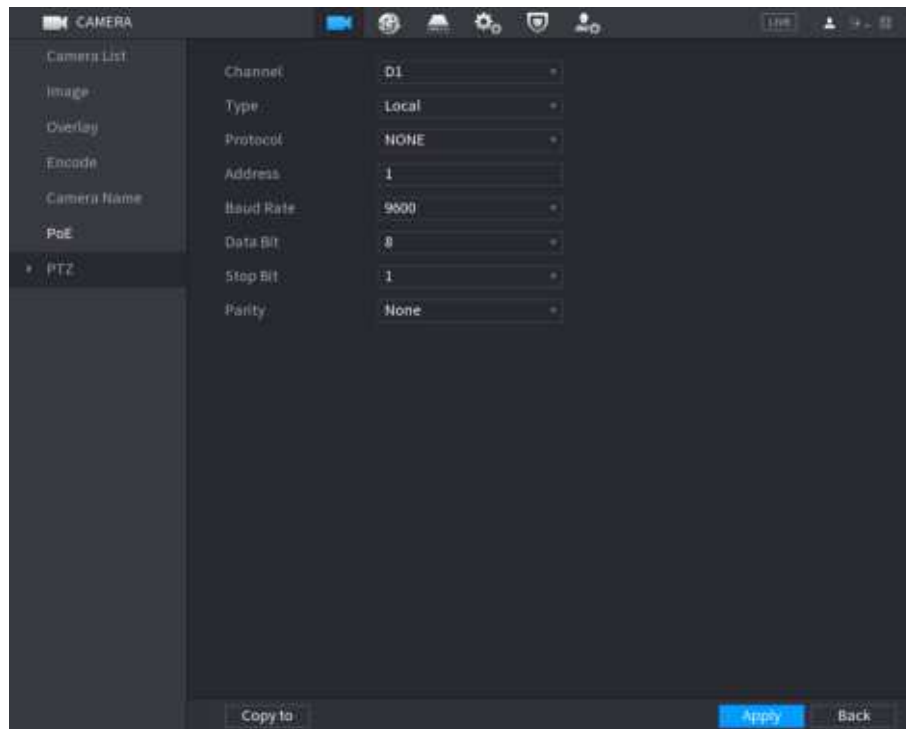 CAMERA
LIVE
Camera List
Image
Overlay
Encode
Camera Name
PoE
PTZ
Channel D1
Type Local
Protocol NONE
Address 1
Baud Rate 9600
Data Bit 8
Stop Bit 1
Parity None
Copy to Apply Back